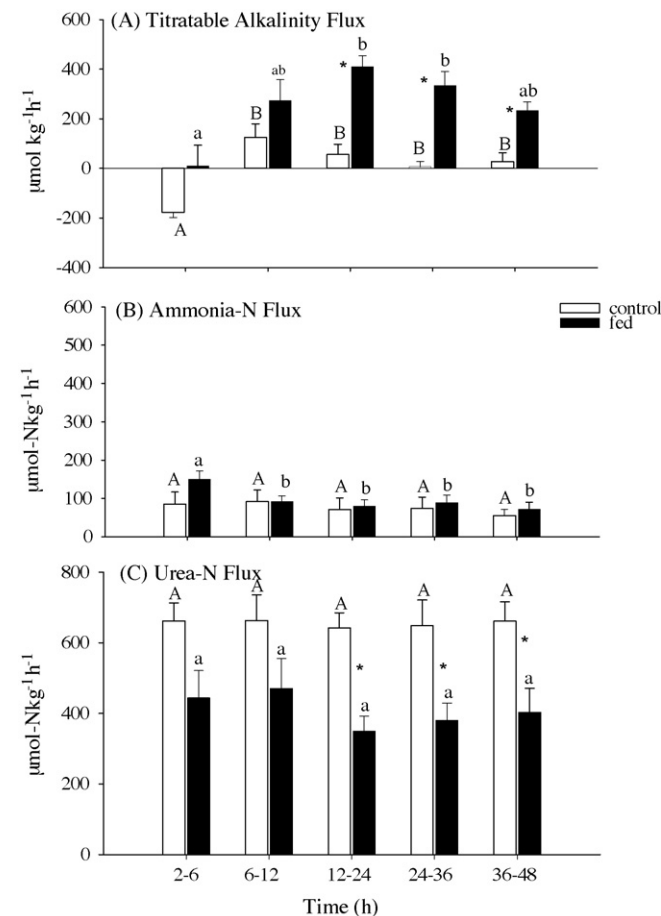 (A) Titratable Alkalinity Flux
600
400
200
0
-200
-400
µmol kg⁻¹h⁻¹
A
a
B
ab
B
*
b
B
*
b
B
*
ab
(B) Ammonia-N Flux
control
fed
600
500
400
300
200
100
0
µmol-Nkg⁻¹h⁻¹
A
a
A
b
A
b
A
b
A
b
(C) Urea-N Flux
800
600
400
200
0
µmol-Nkg⁻¹h⁻¹
A
a
A
a
A
*
a
A
*
a
A
*
a
2-6
6-12
12-24
24-36
36-48
Time (h)